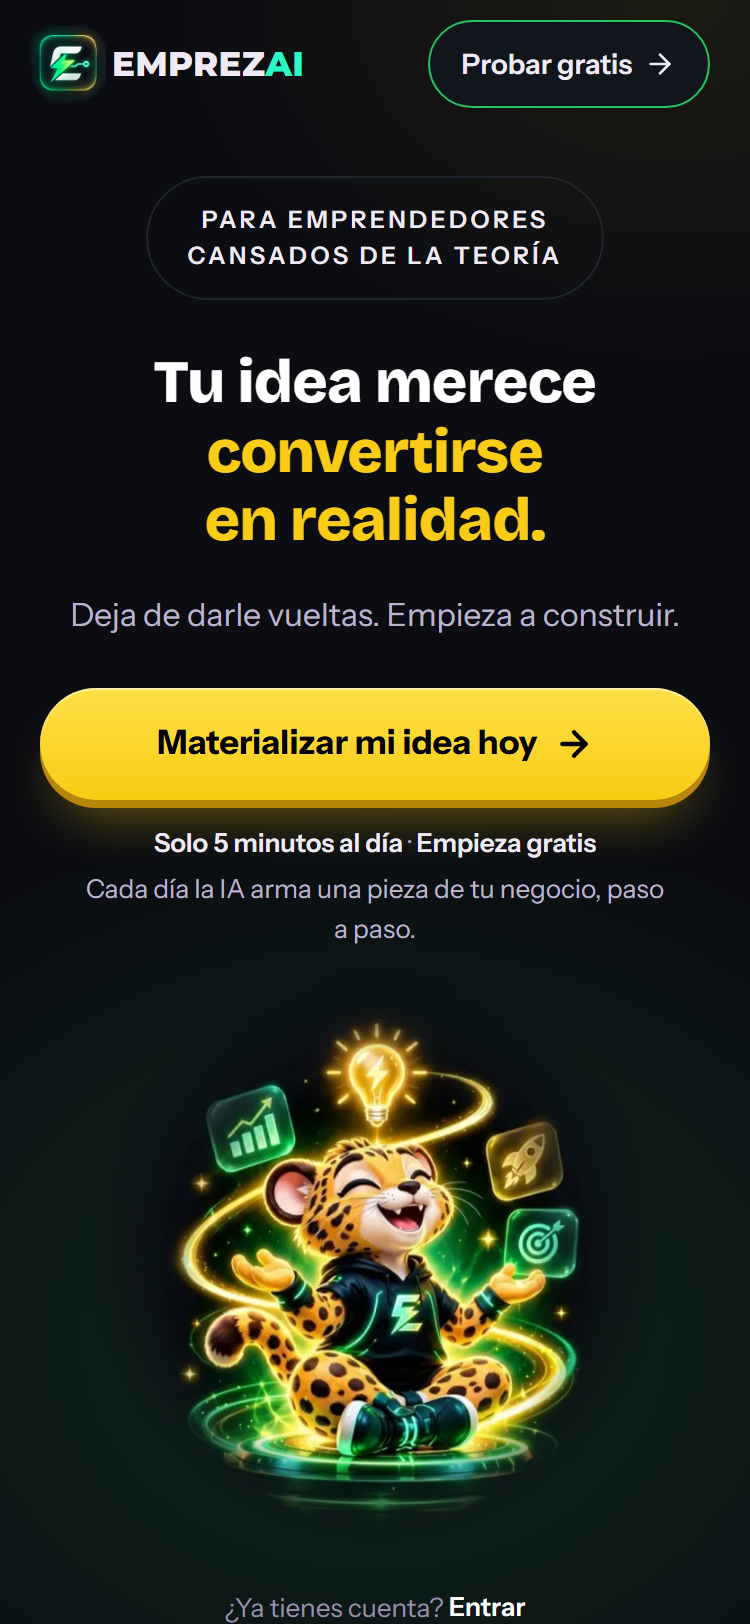 EMPREZAI
Probar gratis →
PARA EMPRENDEDORES
CANSADOS DE LA TEORÍA
Tu idea merece
convertirse
en realidad.
Deja de darle vueltas. Empieza a construir.
Materializar mi idea hoy →
Solo 5 minutos al día · Empieza gratis
Cada día la IA arma una pieza de tu negocio, paso
a paso.
¿Ya tienes cuenta? Entrar